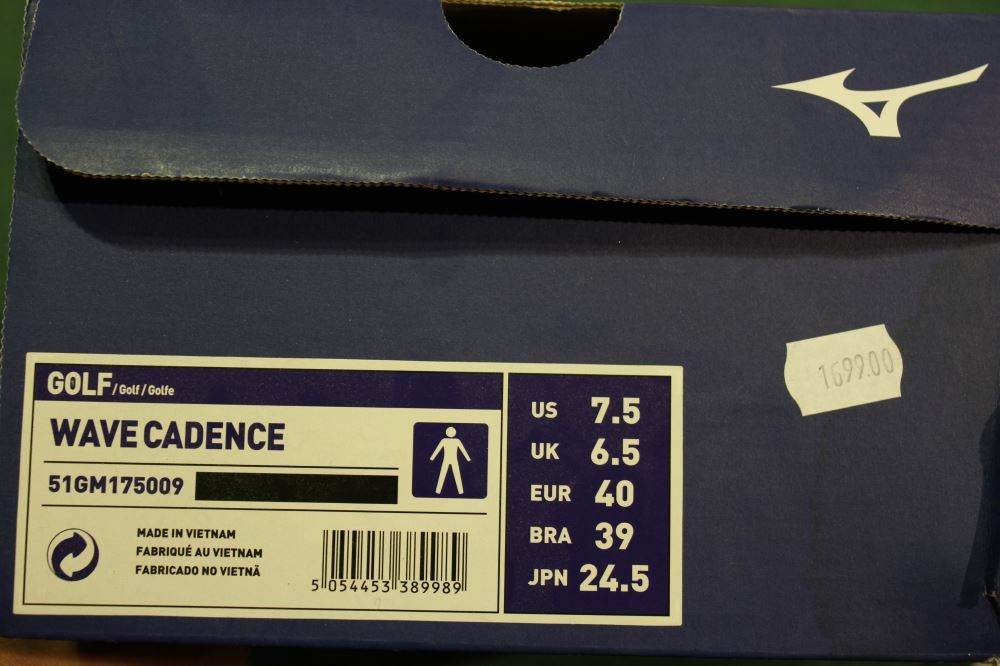 1699.00
GOLF / Golf / Golfe
WAVE CADENCE
51GM175009
MADE IN VIETNAM
FABRIQUÉ AU VIETNAM
FABRICADO NO VIETNÃ
5 054453 389989
US 7.5
UK 6.5
EUR 40
BRA 39
JPN 24.5